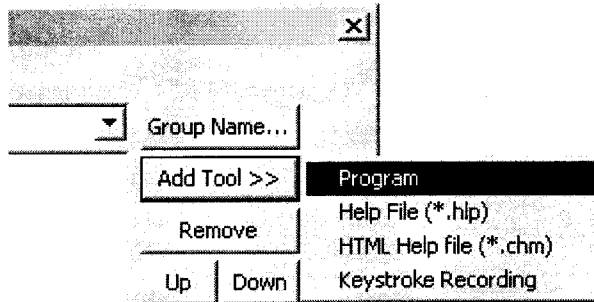 Group Name...
Add Tool >>
Remove
Up Down
Program
Help File (*.hlp)
HTML Help file (*.chm)
Keystroke Recording